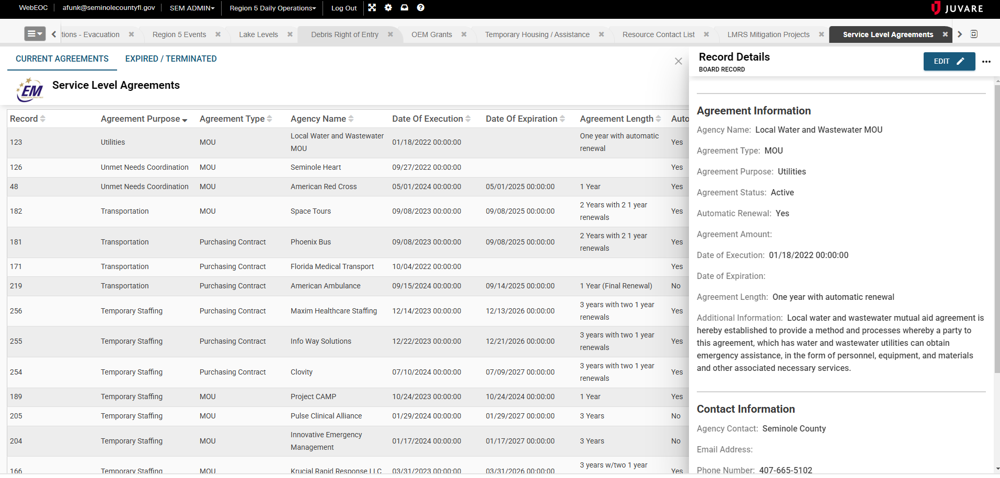 WebEOC afunk@seminolecountyfl.gov SEM ADMIN Region 5 Daily Operations Log Out JUVARE
tions - Evacuation Region 5 Events Lake Levels Debris Right of Entry OEM Grants Temporary Housing / Assistance Resource Contact List LMRS Mitigation Projects Service Level Agreements
CURRENT AGREEMENTS EXPIRED / TERMINATED
EM Service Level Agreements
Record Agreement Purpose Agreement Type Agency Name Date Of Execution Date Of Expiration Agreement Length Auto
123 Utilities MOU Local Water and Wastewater MOU 01/18/2022 00:00:00 One year with automatic renewal Yes
126 Unmet Needs Coordination MOU Seminole Heart 09/27/2022 00:00:00 Yes
48 Unmet Needs Coordination MOU American Red Cross 05/01/2024 00:00:00 05/01/2025 00:00:00 1 Year Yes
182 Transportation MOU Space Tours 09/08/2023 00:00:00 09/08/2025 00:00:00 2 Years with 2 1 year renewals Yes
181 Transportation Purchasing Contract Phoenix Bus 09/08/2023 00:00:00 09/08/2025 00:00:00 2 Years with 2 1 year renewals Yes
171 Transportation Purchasing Contract Florida Medical Transport 10/04/2022 00:00:00 Yes
219 Transportation Purchasing Contract American Ambulance 09/15/2024 00:00:00 09/14/2025 00:00:00 1 Year (Final Renewal) No
256 Temporary Staffing Purchasing Contract Maxim Healthcare Staffing 12/14/2023 00:00:00 12/13/2026 00:00:00 3 years with two 1 year renewals Yes
255 Temporary Staffing Purchasing Contract Info Way Solutions 12/22/2023 00:00:00 12/21/2026 00:00:00 3 years with two 1 year renewals Yes
254 Temporary Staffing Purchasing Contract Clovity 07/10/2024 00:00:00 07/09/2027 00:00:00 3 years with two 1 year renewals Yes
189 Temporary Staffing MOU Project CAMP 10/24/2023 00:00:00 10/24/2024 00:00:00 1 Year Yes
205 Temporary Staffing MOU Pulse Clinical Alliance 01/29/2024 00:00:00 01/29/2027 00:00:00 3 Years No
204 Temporary Staffing MOU Innovative Emergency Management 01/17/2024 00:00:00 01/17/2027 00:00:00 3 Years No
166 Temporary Staffing MOU Krucial Rapid Response LLC 03/31/2023 00:00:00 03/31/2026 00:00:00 3 years w/two 1 year Yes
Record Details
BOARD RECORD
EDIT
Agreement Information
Agency Name: Local Water and Wastewater MOU
Agreement Type: MOU
Agreement Purpose: Utilities
Agreement Status: Active
Automatic Renewal: Yes
Agreement Amount:
Date of Execution: 01/18/2022 00:00:00
Date of Expiration:
Agreement Length: One year with automatic renewal
Additional Information: Local water and wastewater mutual aid agreement is
hereby established to provide a method and processes whereby a party to
this agreement, which has water and wastewater utilities can obtain
emergency assistance, in the form of personnel, equipment, and materials
and other associated necessary services.
Contact Information
Agency Contact: Seminole County
Email Address:
Phone Number: 407-665-5102